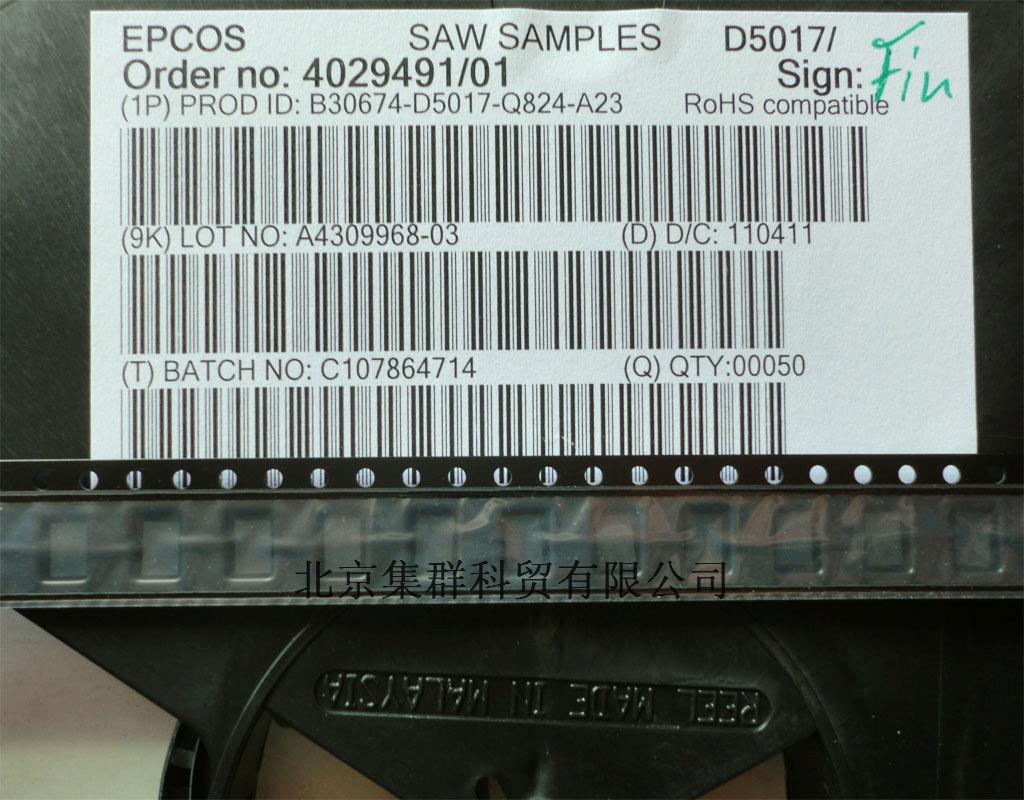 EPCOS SAW SAMPLES D5017/
Order no: 4029491/01 Sign: Fin
(1P) PROD ID: B30674-D5017-Q824-A23 RoHS compatible
(9K) LOT NO: A4309968-03 (D) D/C: 110411
(T) BATCH NO: C107864714 (Q) QTY:00050
北京集群科贸有限公司
REEL MADE IN MALAYSIA